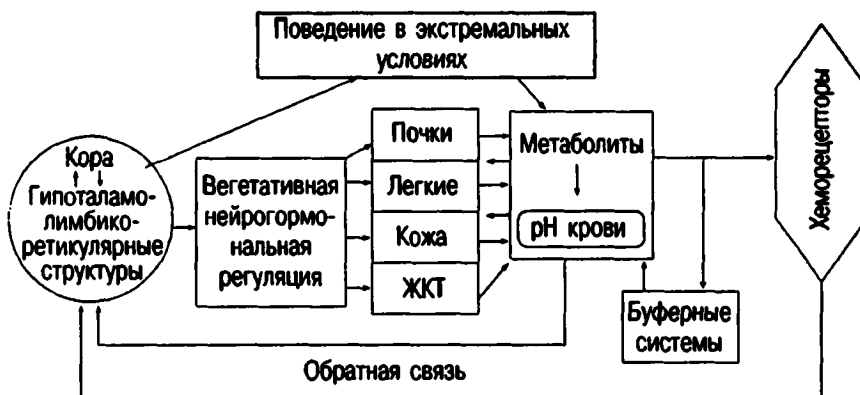 Поведение в экстремальных
условиях
Кора
Гипоталамо-
лимбико-
ретикулярные
структуры
Вегетативная
нейрогормо-
нальная
регуляция
Почки
Легкие
Кожа
ЖКТ
Метаболиты
pH крови
Хеморецепторы
Буферные
системы
Обратная связь